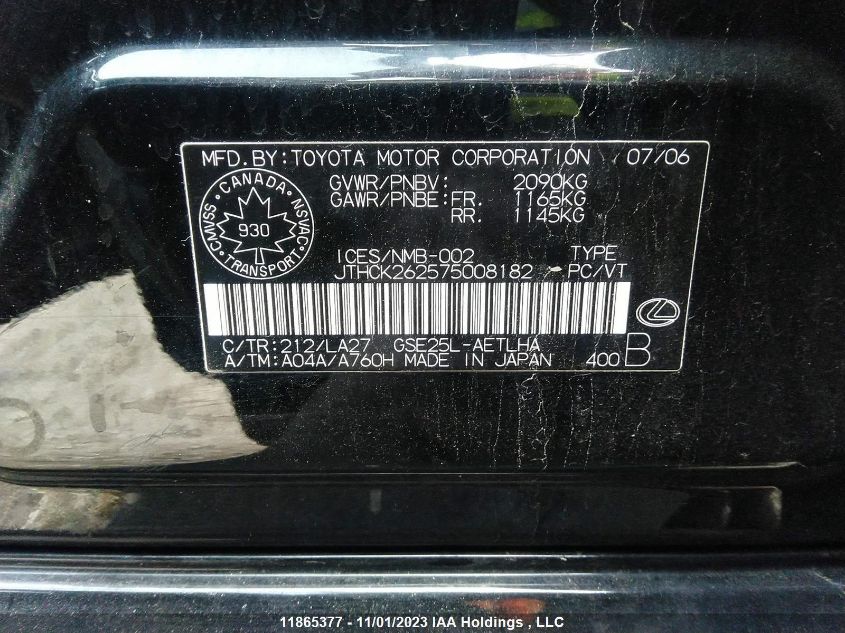 MFD.BY:TOYOTA MOTOR CORPORATION 07/06
GVWR/PNBV: 2090KG
GAWR/PNBE:FR. 1165KG
RR. 1145KG
CANADA
CMVSS 930 NSVAC
TRANSPORT
ICES/NMB-002 TYPE
JTHCK262575008182 PC/VT
C/TR:212/LA27 GSE25L-AETLHA
A/TM:A04A/A760H MADE IN JAPAN 400 B
11865377 - 11/01/2023 IAA Holdings , LLC